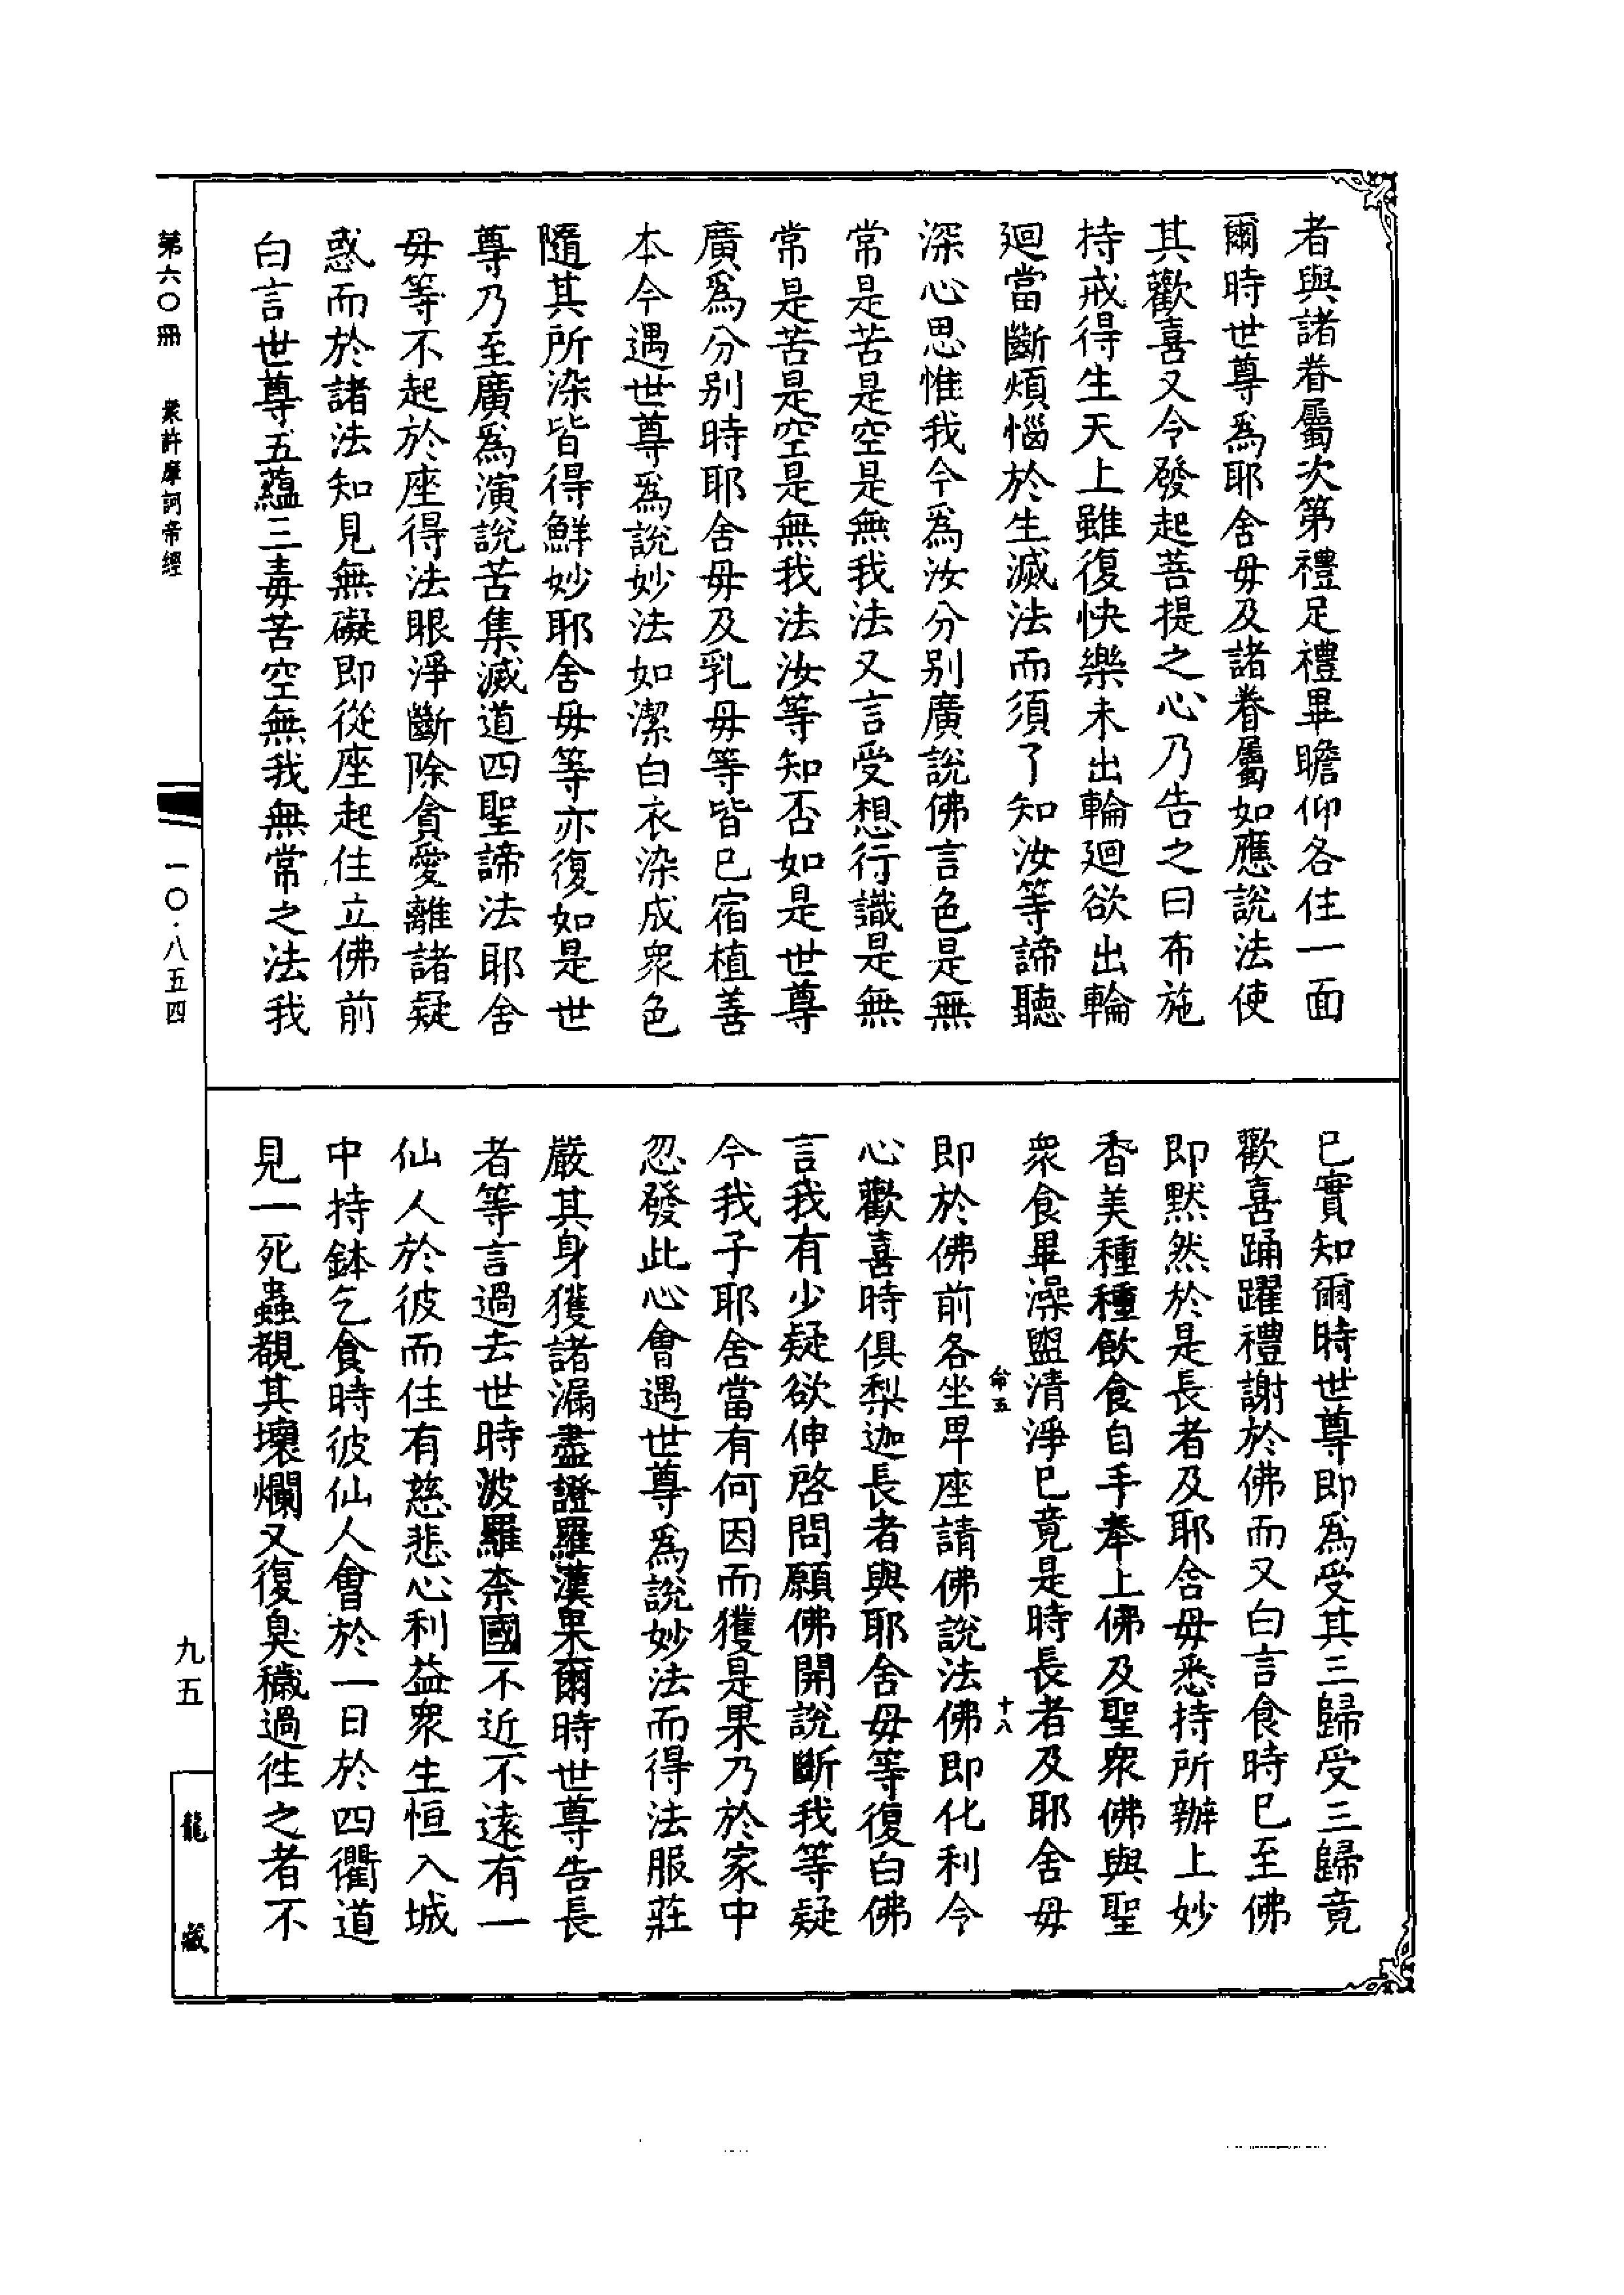 者與諸眷屬次第禮足禮畢瞻仰各住一面
爾時世尊爲耶舍毋及諸眷屬如應說法使
其歡喜又令發起菩提之心乃告之曰布施
持戒得生天上雖復快樂未出輪廻欲出輪
廻當斷煩惱於生滅法而須了知汝等諦聽
深心思惟我今爲汝分別廣說佛言色是無
常是苦是空是無我法又言受想行識是無
常是苦是空是無我法汝等知否如是世尊
廣爲分別時耶舍毋及乳毋等皆已宿植善
本今遇世尊爲說妙法如潔白衣染成衆色
隨其所染皆得鮮妙耶舍毋等亦復如是世
尊乃至廣爲演說苦集滅道四聖諦法耶舍
毋等不起於座得法眼淨斷除貪愛離諸疑
惑而於諸法知見無礙即從座起住立佛前
白言世尊五蘊三毒苦空無我無常之法我
已實知爾時世尊即爲受其三歸受三歸竟
歡喜踊躍禮謝於佛而又白言食時已至佛
即默然於是長者及耶舍毋悉持所辦上妙
香美種種飲食自手奉上佛及聖衆佛與聖
衆食畢澡盥清淨已竟是時長者及耶舍毋
命五 十八
即於佛前各坐卑座請佛說法佛即化利令
心歡喜時俱梨迦長者與耶舍毋等復白佛
言我有少疑欲伸啓問願佛開說斷我等疑
今我子耶舍當有何因而獲是果乃於家中
忽發此心會遇世尊爲說妙法而得法服莊
嚴其身獲諸漏盡證羅漢果爾時世尊告長
者等言過去世時波羅柰國不近不遠有一
仙人於彼而住有慈悲心利益衆生恒入城
中持鉢乞食時彼仙人會於一日於四衢道
見一死蟲覩其壞爛又復臭穢過往之者不
第六〇冊 衆許摩訶帝經
一〇·八五四
九五
龍藏